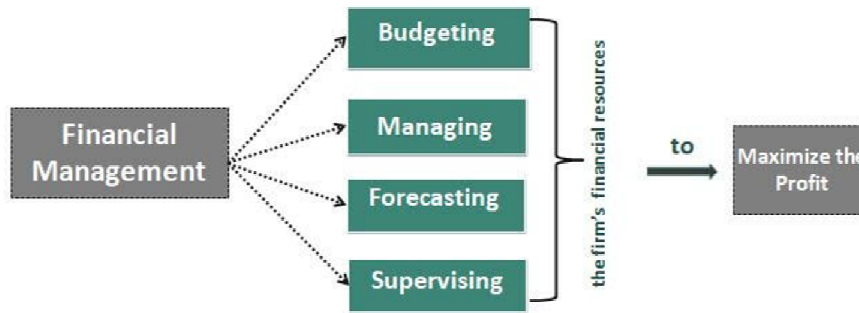 Financial
Management
Budgeting
Managing
Forecasting
Supervising
the firm's financial resources
to
Maximize the
Profit